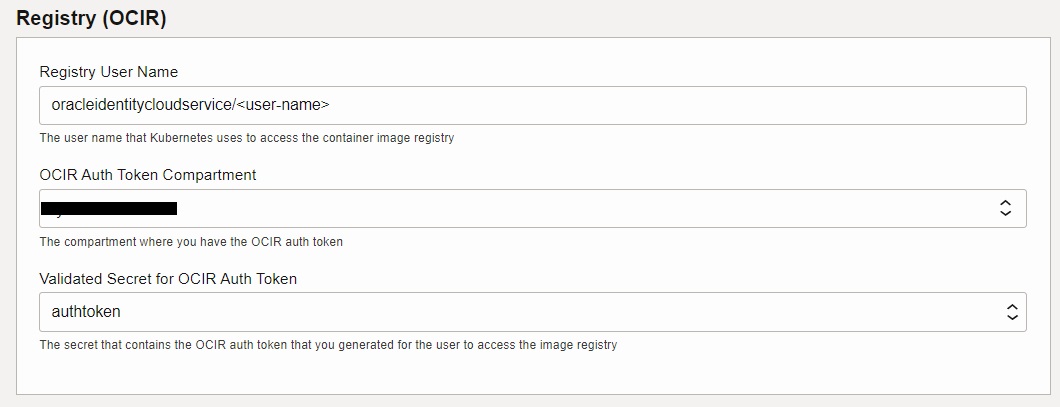 Registry (OCIR)
Registry User Name
oracleidentitycloudservice/<user-name>
The user name that Kubernetes uses to access the container image registry
OCIR Auth Token Compartment
The compartment where you have the OCIR auth token
Validated Secret for OCIR Auth Token
authtoken
The secret that contains the OCIR auth token that you generated for the user to access the image registry